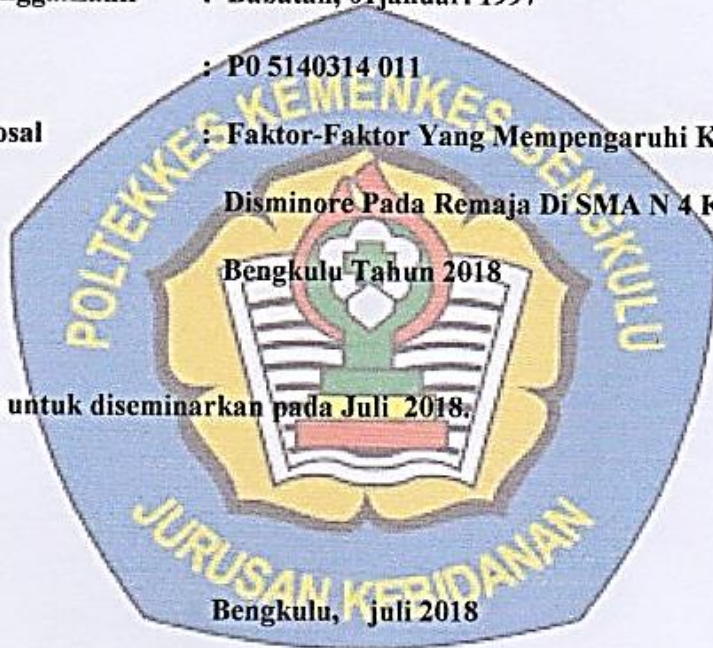 : P0 5140314 011
: Faktor-Faktor Yang Mempengaruhi K
Disminore Pada Remaja Di SMA N 4 K
Bengkulu Tahun 2018
untuk diseminarkan pada Juli 2018.
Bengkulu, juli 2018
POLTEKKES KEMENKES BENGKULU
JURUSAN KEBIDANAN